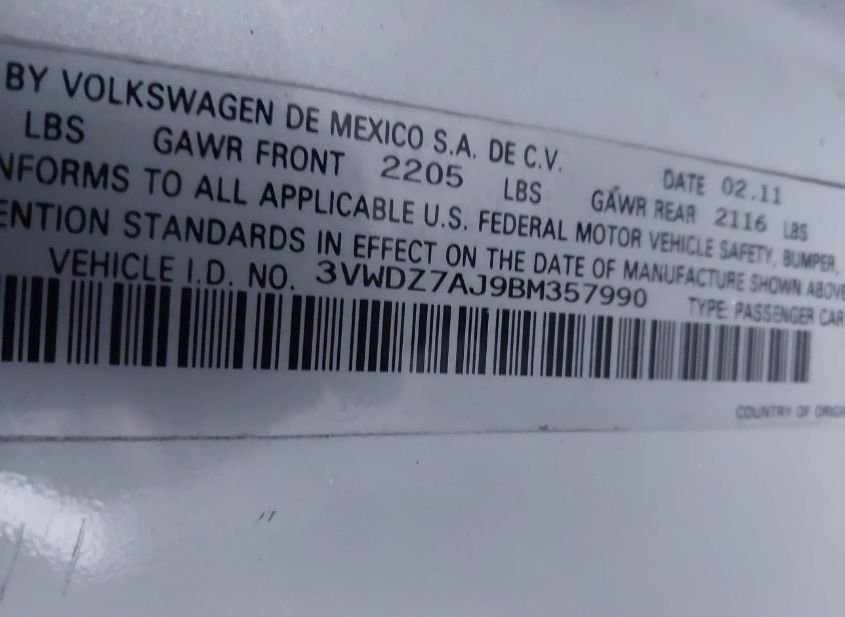 BY VOLKSWAGEN DE MEXICO S.A. DE C.V. DATE 02.11
LBS GAWR FRONT 2205 LBS GAWR REAR 2116 LBS
NFORMS TO ALL APPLICABLE U.S. FEDERAL MOTOR VEHICLE SAFETY, BUMPER,
ENTION STANDARDS IN EFFECT ON THE DATE OF MANUFACTURE SHOWN ABOVE
VEHICLE I.D. NO. 3VWDZ7AJ9BM357990 TYPE: PASSENGER CAR
COUNTRY OF ORIGI